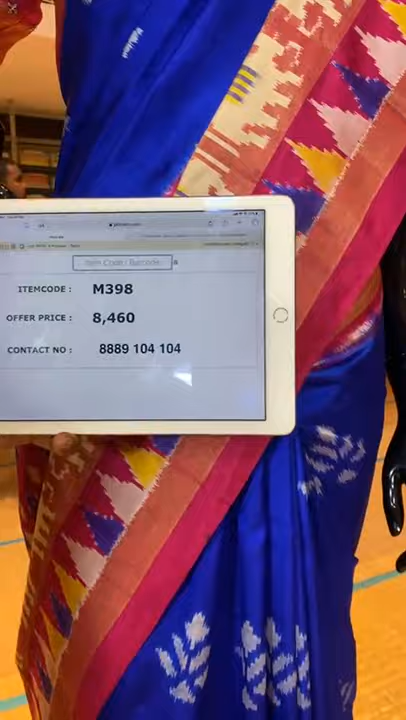 Item Code / Barcode
ITEMCODE : M398
OFFER PRICE : 8,460
CONTACT NO : 8889 104 104